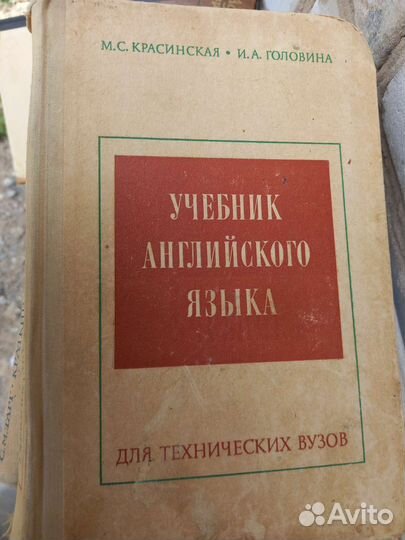 М.С. КРАСИНСКАЯ • И.А. ГОЛОВИНА
УЧЕБНИК
АНГЛИЙСКОГО
ЯЗЫКА
ДЛЯ ТЕХНИЧЕСКИХ ВУЗОВ
Avito